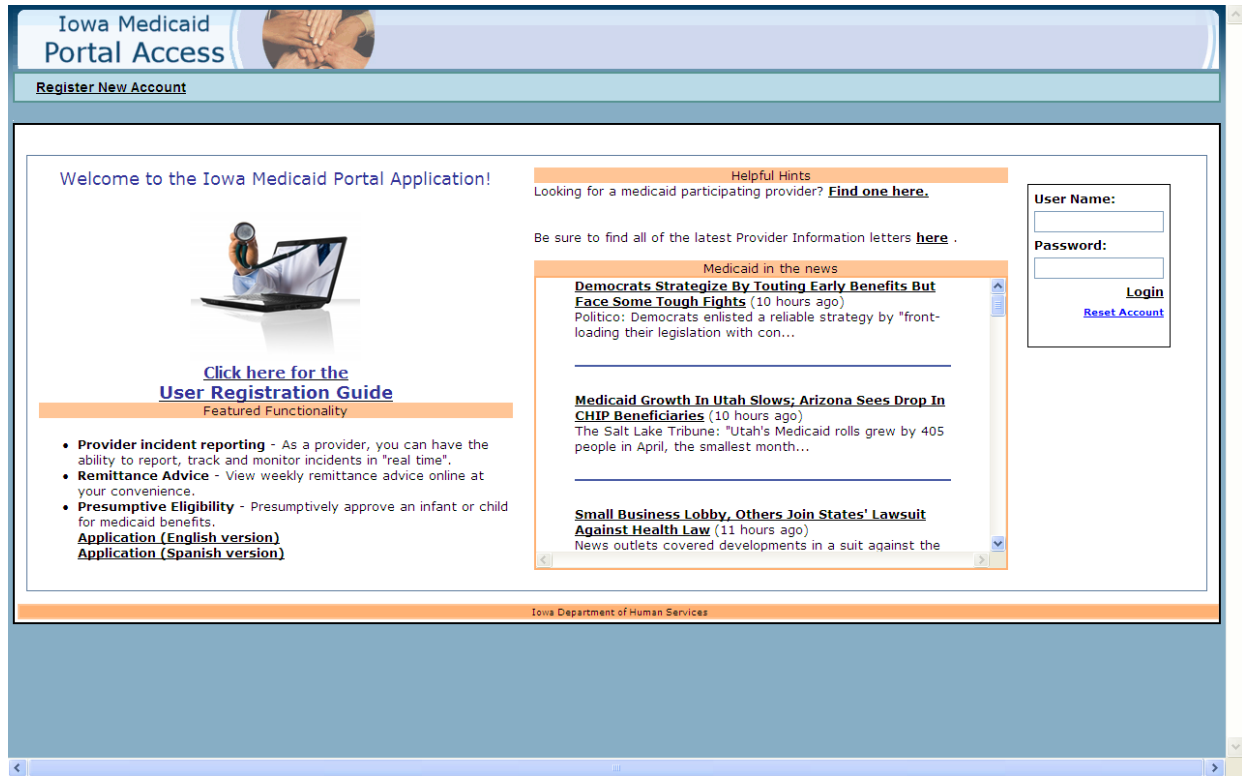 Iowa Medicaid
Portal Access
Register New Account
Welcome to the Iowa Medicaid Portal Application!
Click here for the
User Registration Guide
Featured Functionality
Provider incident reporting - As a provider, you can have the
ability to report, track and monitor incidents in "real time".
Remittance Advice - View weekly remittance advice online at
your convenience.
Presumptive Eligibility - Presumptively approve an infant or child
for medicaid benefits.
Application (English version)
Application (Spanish version)
Helpful Hints
Looking for a medicaid participating provider? Find one here.
Be sure to find all of the latest Provider Information letters here .
Medicaid in the news
Democrats Strategize By Touting Early Benefits But
Face Some Tough Fights (10 hours ago)
Politico: Democrats enlisted a reliable strategy by "front-
loading their legislation with con...
Medicaid Growth In Utah Slows; Arizona Sees Drop In
CHIP Beneficiaries (10 hours ago)
The Salt Lake Tribune: "Utah's Medicaid rolls grew by 405
people in April, the smallest month...
Small Business Lobby, Others Join States' Lawsuit
Against Health Law (11 hours ago)
News outlets covered developments in a suit against the
User Name:
Password:
Login
Reset Account
Iowa Department of Human Services